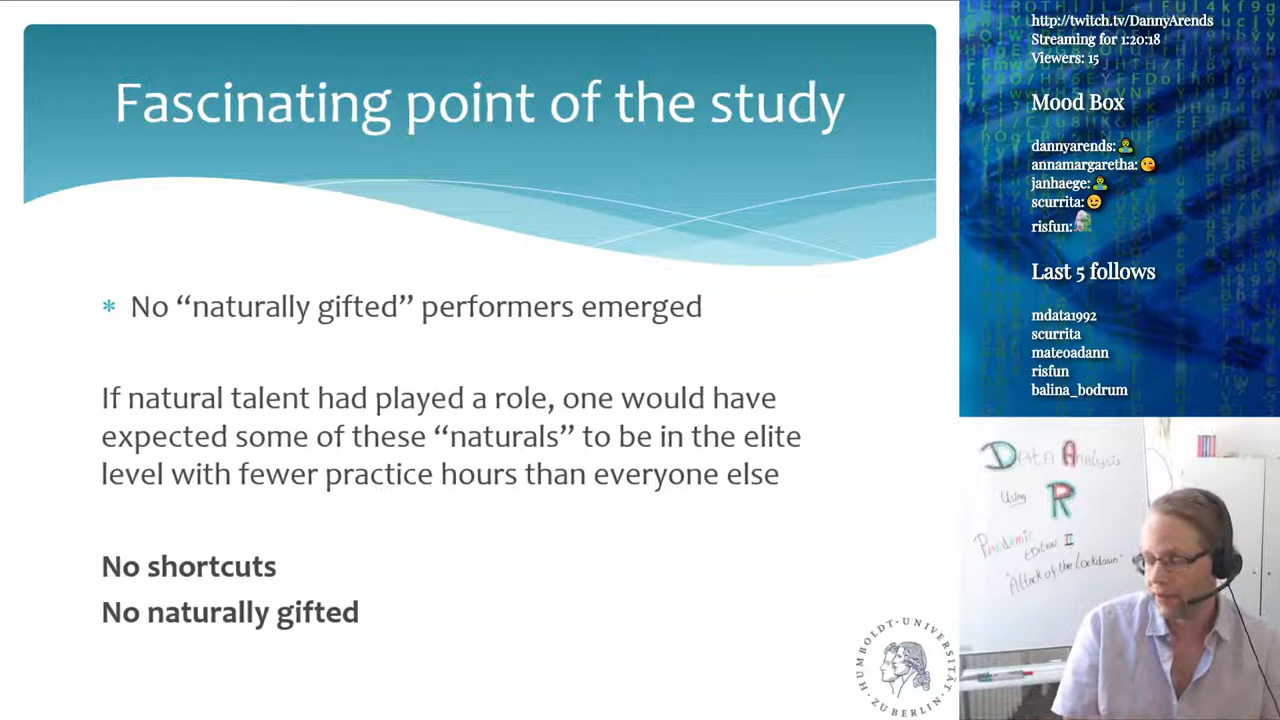 Fascinating point of the study
No “naturally gifted” performers emerged
If natural talent had played a role, one would have
expected some of these “naturals” to be in the elite
level with fewer practice hours than everyone else
No shortcuts
No naturally gifted
HUMBOLDT-UNIVERSITÄT
ZU BERLIN
http://twitch.tv/DannyArends
Streaming for 1:20:18
Viewers: 15
Mood Box
dannyarends:
annamargaretha:
janhaege:
scurrita:
risfun:
Last 5 follows
mdata1992
scurrita
mateoadann
risfun
balina_bodrum
Data Analysis
Using R
Pandemic
Edition II
"Attack of the Lockdown"